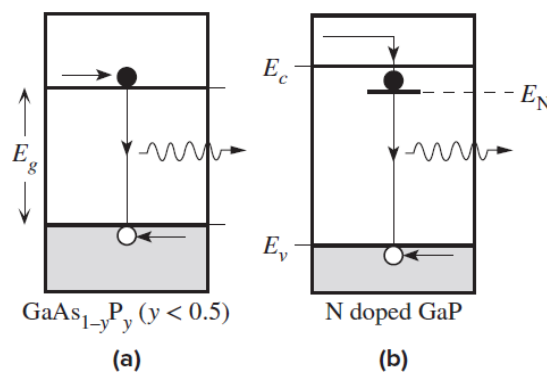 E_g
GaAs_{1–y}P_y (y < 0.5)
(a)
E_c
E_N
E_v
N doped GaP
(b)